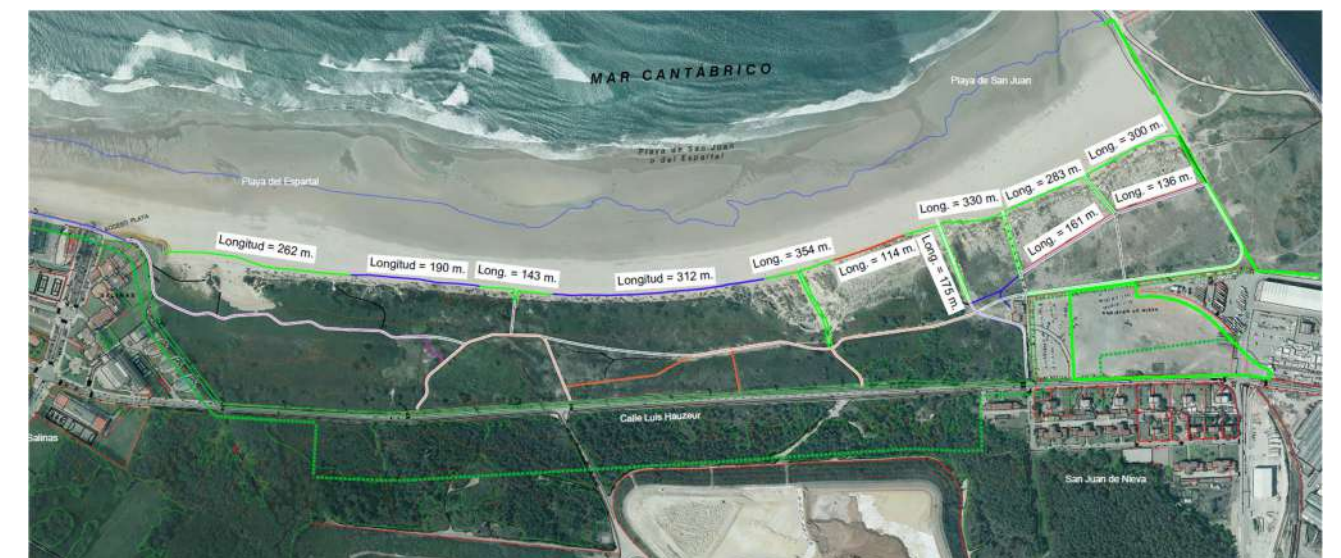 MAR CANTÁBRICO
Playa de San Juan
Playa de San Juan
o del Espartal
Playa del Espartal
ACCESO PLAYA
Long. = 300 m.
Long. = 283 m.
Long. = 136 m.
Long. = 330 m.
Long. = 161 m.
Long. = 354 m.
Long. = 114 m.
Long. = 175 m.
Longitud = 262 m.
Longitud = 190 m.
Long. = 143 m.
Longitud = 312 m.
Calle Luis Hauzeur
Salinas
San Juan de Nieva